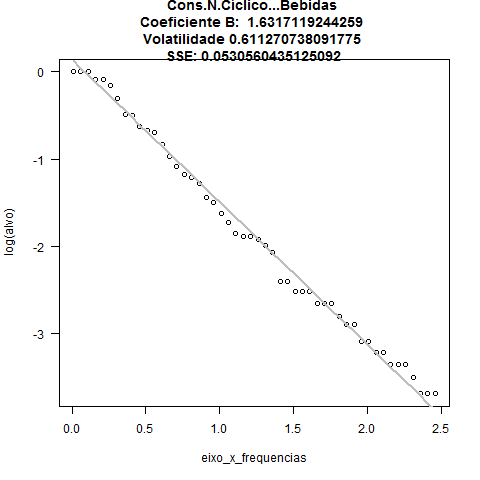 Cons.N.Ciclico...Bebidas
Coeficiente B:  1.6317119244259
Volatilidade 0.611270738091775
SSE: 0.0530560435125092
0
-1
-2
-3
log(alvo)
0.0
0.5
1.0
1.5
2.0
2.5
eixo_x_frequencias